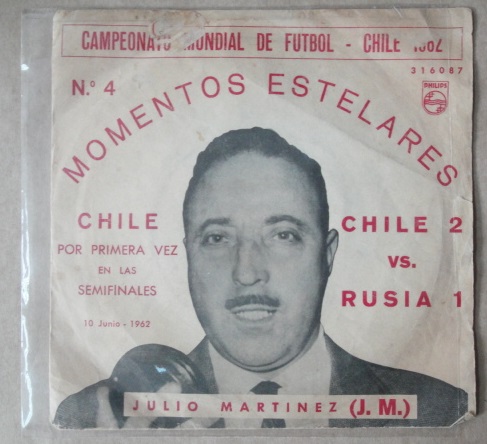 CAMPEONATO MUNDIAL DE FUTBOL - CHILE 1962
316087
N.º 4
PHILIPS
MOMENTOS ESTELARES
CHILE
POR PRIMERA VEZ
EN LAS
SEMIFINALES
10 Junio - 1962
CHILE 2
VS.
RUSIA 1
JULIO MARTINEZ (J. M.)